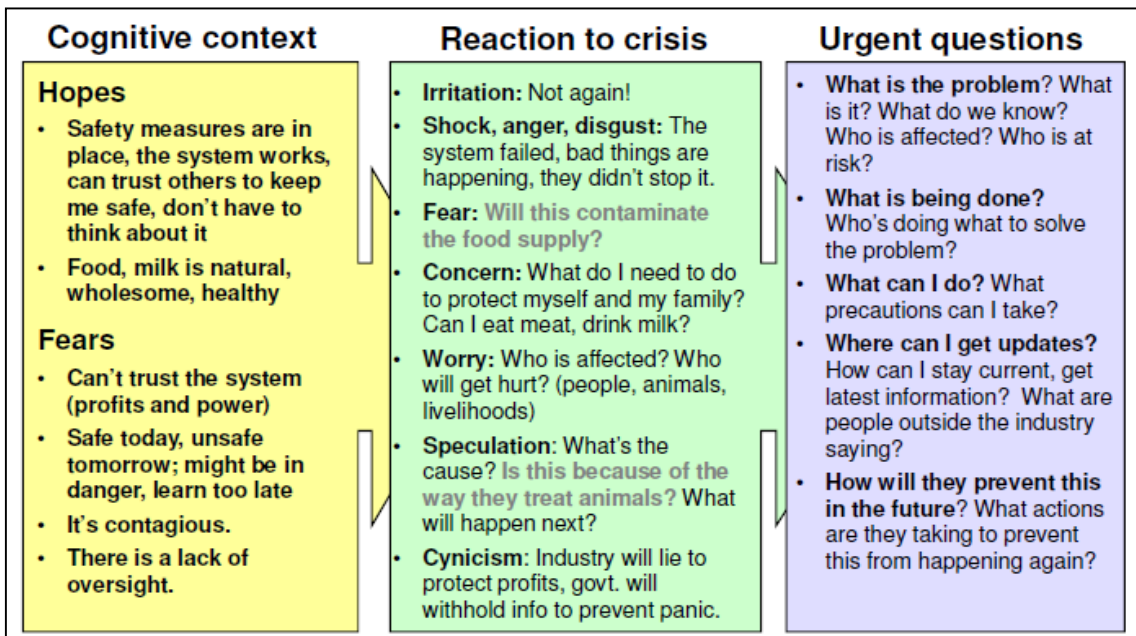 Cognitive context
Hopes
• Safety measures are in
place, the system works,
can trust others to keep
me safe, don't have to
think about it
• Food, milk is natural,
wholesome, healthy
Fears
• Can't trust the system
(profits and power)
• Safe today, unsafe
tomorrow; might be in
danger, learn too late
• It's contagious.
• There is a lack of
oversight.
Reaction to crisis
• Irritation: Not again!
• Shock, anger, disgust: The
system failed, bad things are
happening, they didn't stop it.
• Fear: Will this contaminate
the food supply?
• Concern: What do I need to do
to protect myself and my family?
Can I eat meat, drink milk?
• Worry: Who is affected? Who
will get hurt? (people, animals,
livelihoods)
• Speculation: What's the
cause? Is this because of the
way they treat animals? What
will happen next?
• Cynicism: Industry will lie to
protect profits, govt. will
withhold info to prevent panic.
Urgent questions
• What is the problem? What
is it? What do we know?
Who is affected? Who is at
risk?
• What is being done?
Who's doing what to solve
the problem?
• What can I do? What
precautions can I take?
• Where can I get updates?
How can I stay current, get
latest information? What are
people outside the industry
saying?
• How will they prevent this
in the future? What actions
are they taking to prevent
this from happening again?